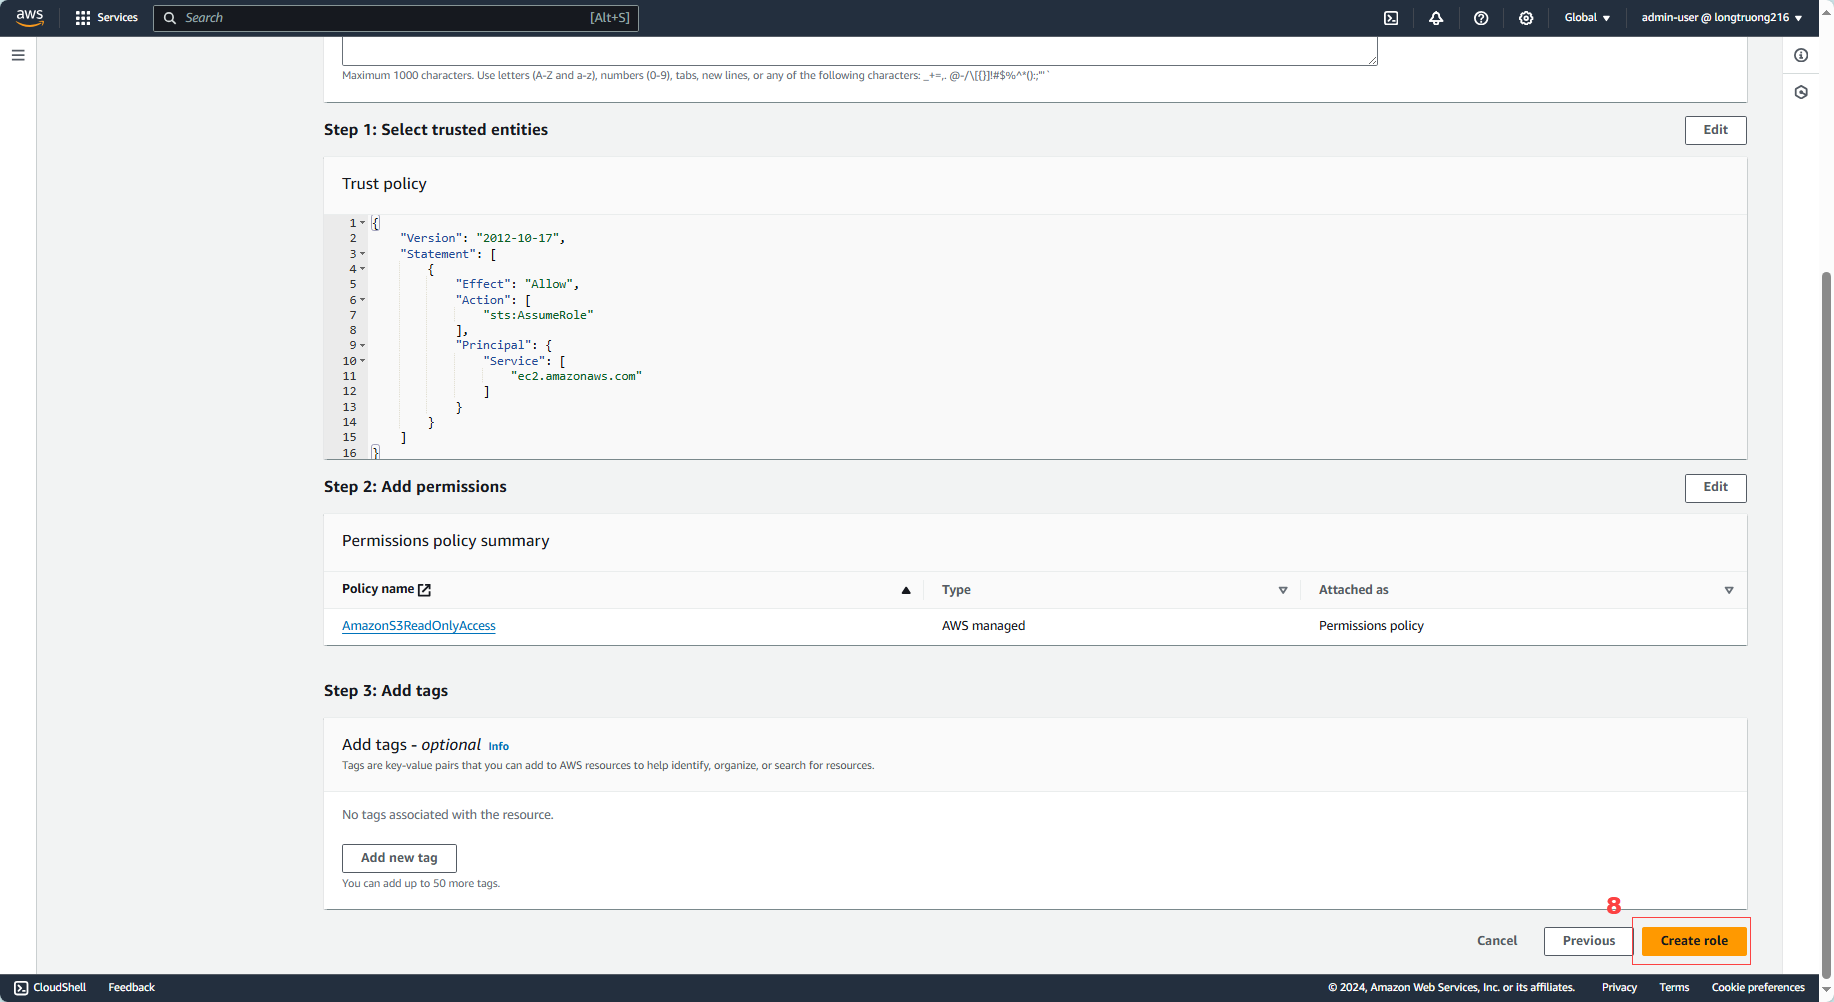 aws Services Search [Alt+S] Global admin-user @ longtruong216
Maximum 1000 characters. Use letters (A-Z and a-z), numbers (0-9), tabs, new lines, or any of the following characters: _+=,. @-/\[{}]!#$%^*();:"'`
Step 1: Select trusted entities
Edit
Trust policy
1 {
2 "Version": "2012-10-17",
3 "Statement": [
4 {
5 "Effect": "Allow",
6 "Action": [
7 "sts:AssumeRole"
8 ],
9 "Principal": {
10 "Service": [
11 "ec2.amazonaws.com"
12 ]
13 }
14 }
15 ]
16 }
Step 2: Add permissions
Edit
Permissions policy summary
Policy name Type Attached as
AmazonS3ReadOnlyAccess AWS managed Permissions policy
Step 3: Add tags
Add tags - optional Info
Tags are key-value pairs that you can add to AWS resources to help identify, organize, or search for resources.
No tags associated with the resource.
Add new tag
You can add up to 50 more tags.
8
Cancel Previous Create role
CloudShell Feedback © 2024, Amazon Web Services, Inc. or its affiliates. Privacy Terms Cookie preferences